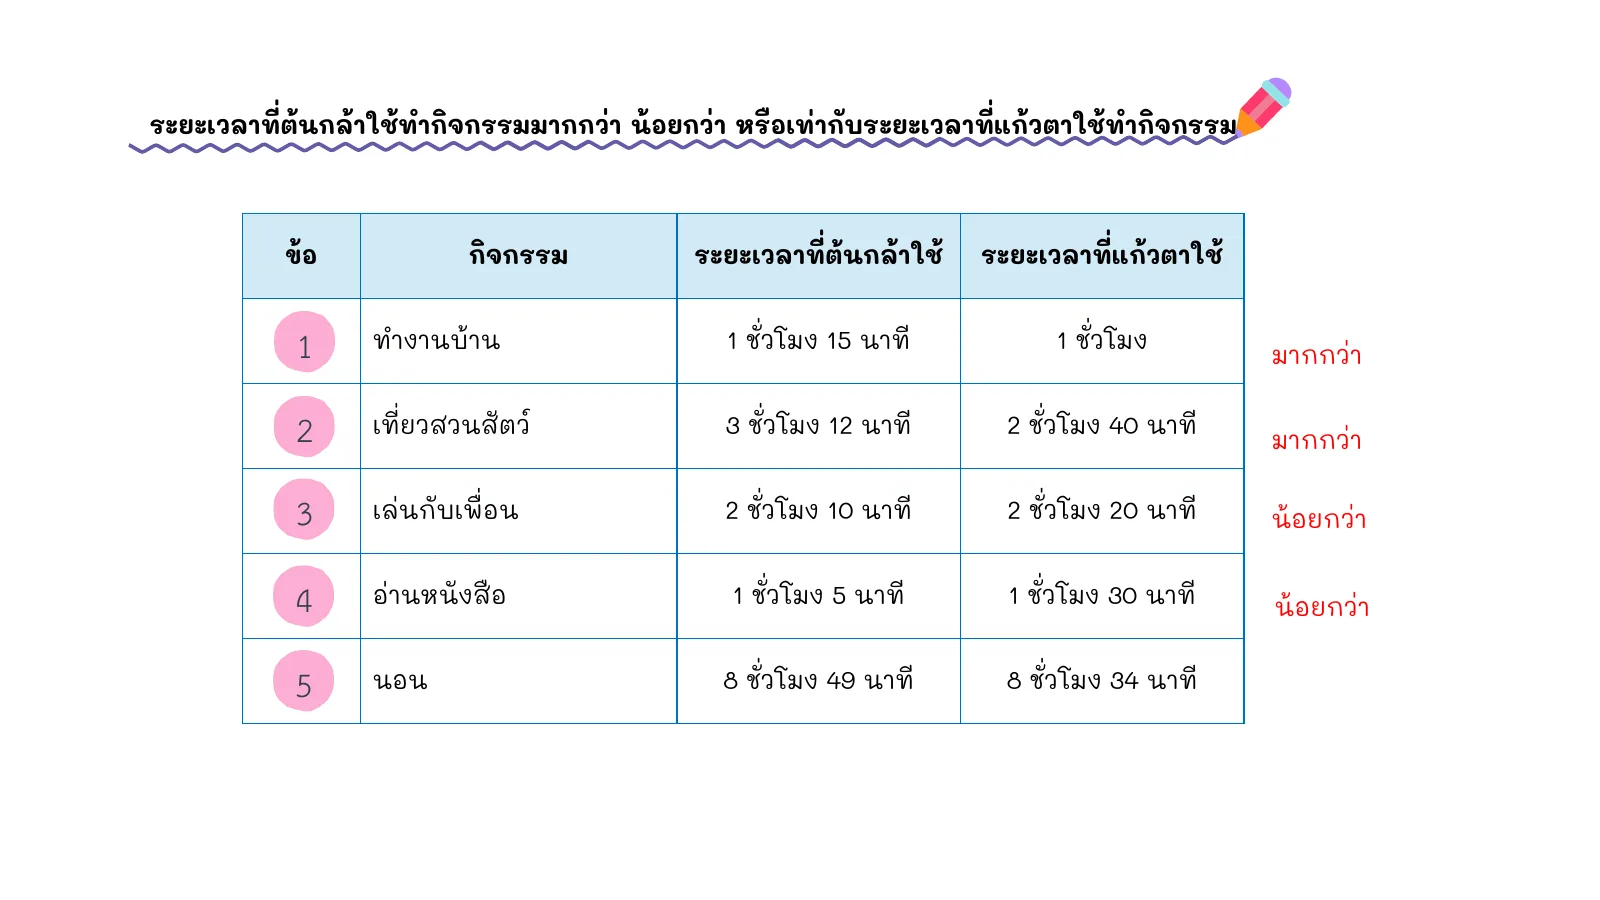 ระยะเวลาที่ต้นกล้าใช้ทำกิจกรรมมากกว่า น้อยกว่า หรือเท่ากับระยะเวลาที่แก้วตาใช้ทำกิจกรรม
ข้อ กิจกรรม ระยะเวลาที่ต้นกล้าใช้ ระยะเวลาที่แก้วตาใช้
1 ทำงานบ้าน 1 ชั่วโมง 15 นาที 1 ชั่วโมง มากกว่า
2 เที่ยวสวนสัตว์ 3 ชั่วโมง 12 นาที 2 ชั่วโมง 40 นาที มากกว่า
3 เล่นกับเพื่อน 2 ชั่วโมง 10 นาที 2 ชั่วโมง 20 นาที น้อยกว่า
4 อ่านหนังสือ 1 ชั่วโมง 5 นาที 1 ชั่วโมง 30 นาที น้อยกว่า
5 นอน 8 ชั่วโมง 49 นาที 8 ชั่วโมง 34 นาที